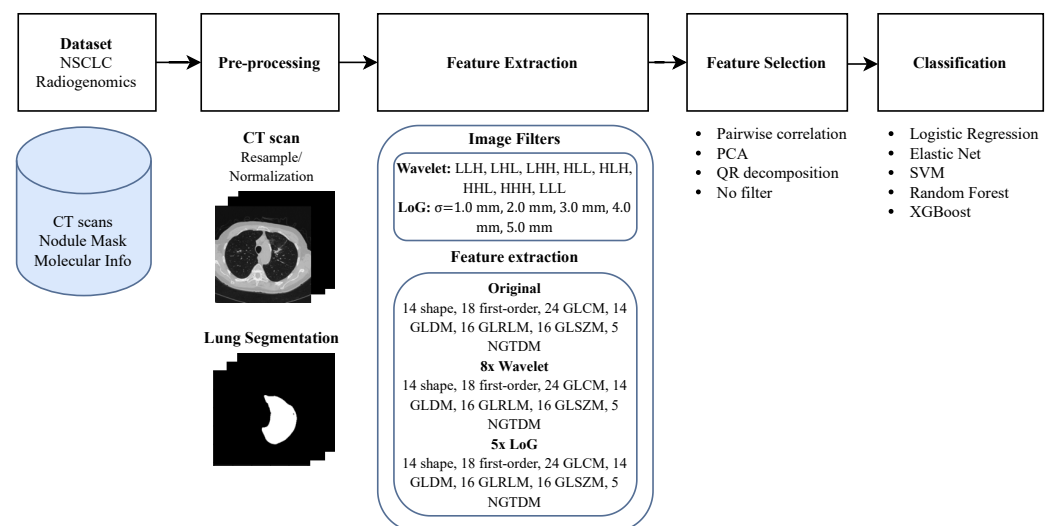 Dataset
NSCLC
Radiogenomics
Pre-processing
Feature Extraction
Feature Selection
Classification
CT scans
Nodule Mask
Molecular Info
CT scan
Resample/
Normalization
Lung Segmentation
Image Filters
Wavelet: LLH, LHL, LHH, HLL, HLH,
HHL, HHH, LLL
LoG: σ=1.0 mm, 2.0 mm, 3.0 mm, 4.0
mm, 5.0 mm
Feature extraction
Original
14 shape, 18 first-order, 24 GLCM, 14
GLDM, 16 GLRLM, 16 GLSZM, 5
NGTDM
8x Wavelet
14 shape, 18 first-order, 24 GLCM, 14
GLDM, 16 GLRLM, 16 GLSZM, 5
NGTDM
5x LoG
14 shape, 18 first-order, 24 GLCM, 14
GLDM, 16 GLRLM, 16 GLSZM, 5
NGTDM
• Pairwise correlation
• PCA
• QR decomposition
• No filter
• Logistic Regression
• Elastic Net
• SVM
• Random Forest
• XGBoost